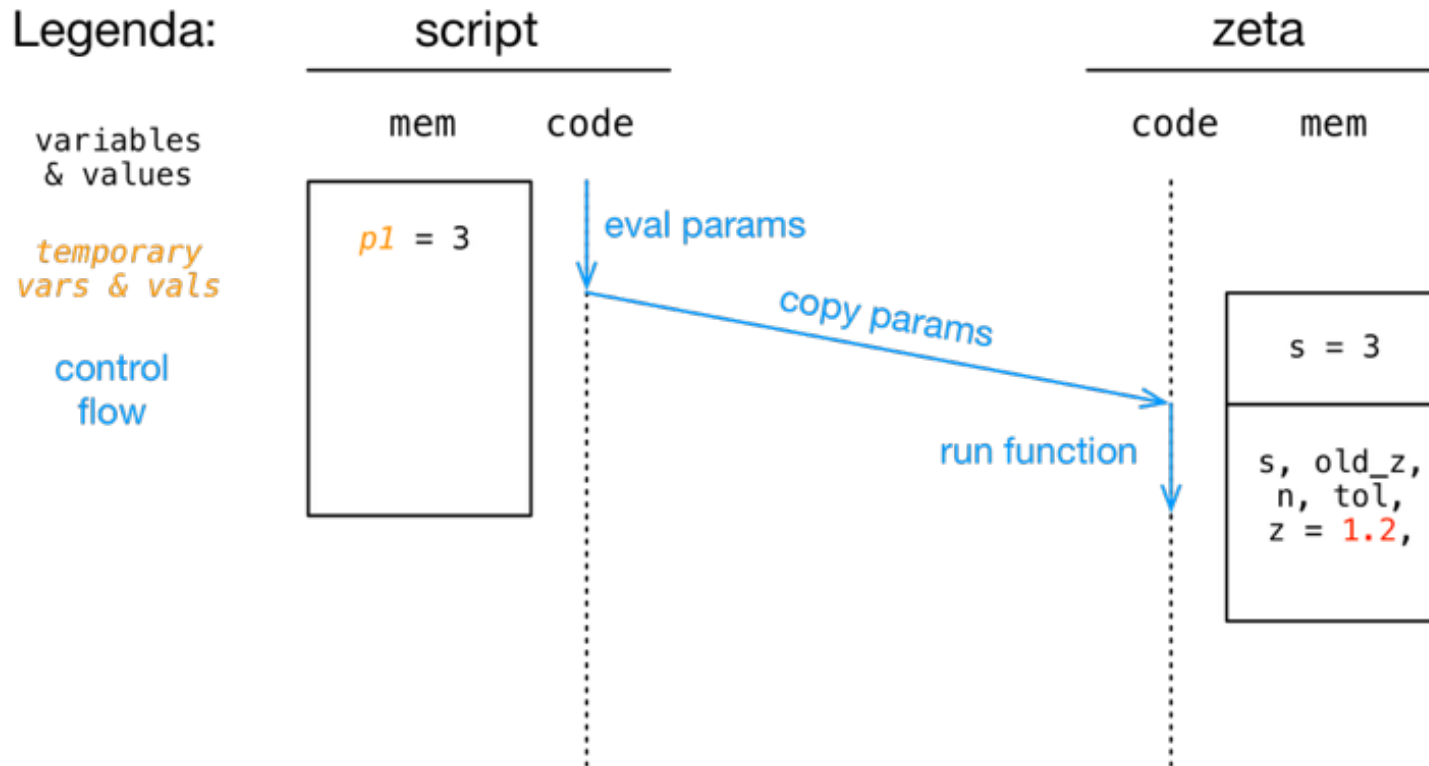 Legenda:
script
zeta
mem
code
code
mem
variables
& values
p1 = 3
eval params
temporary
vars & vals
copy params
s = 3
control
flow
run function
s, old_z,
n, tol,
z = 1.2,